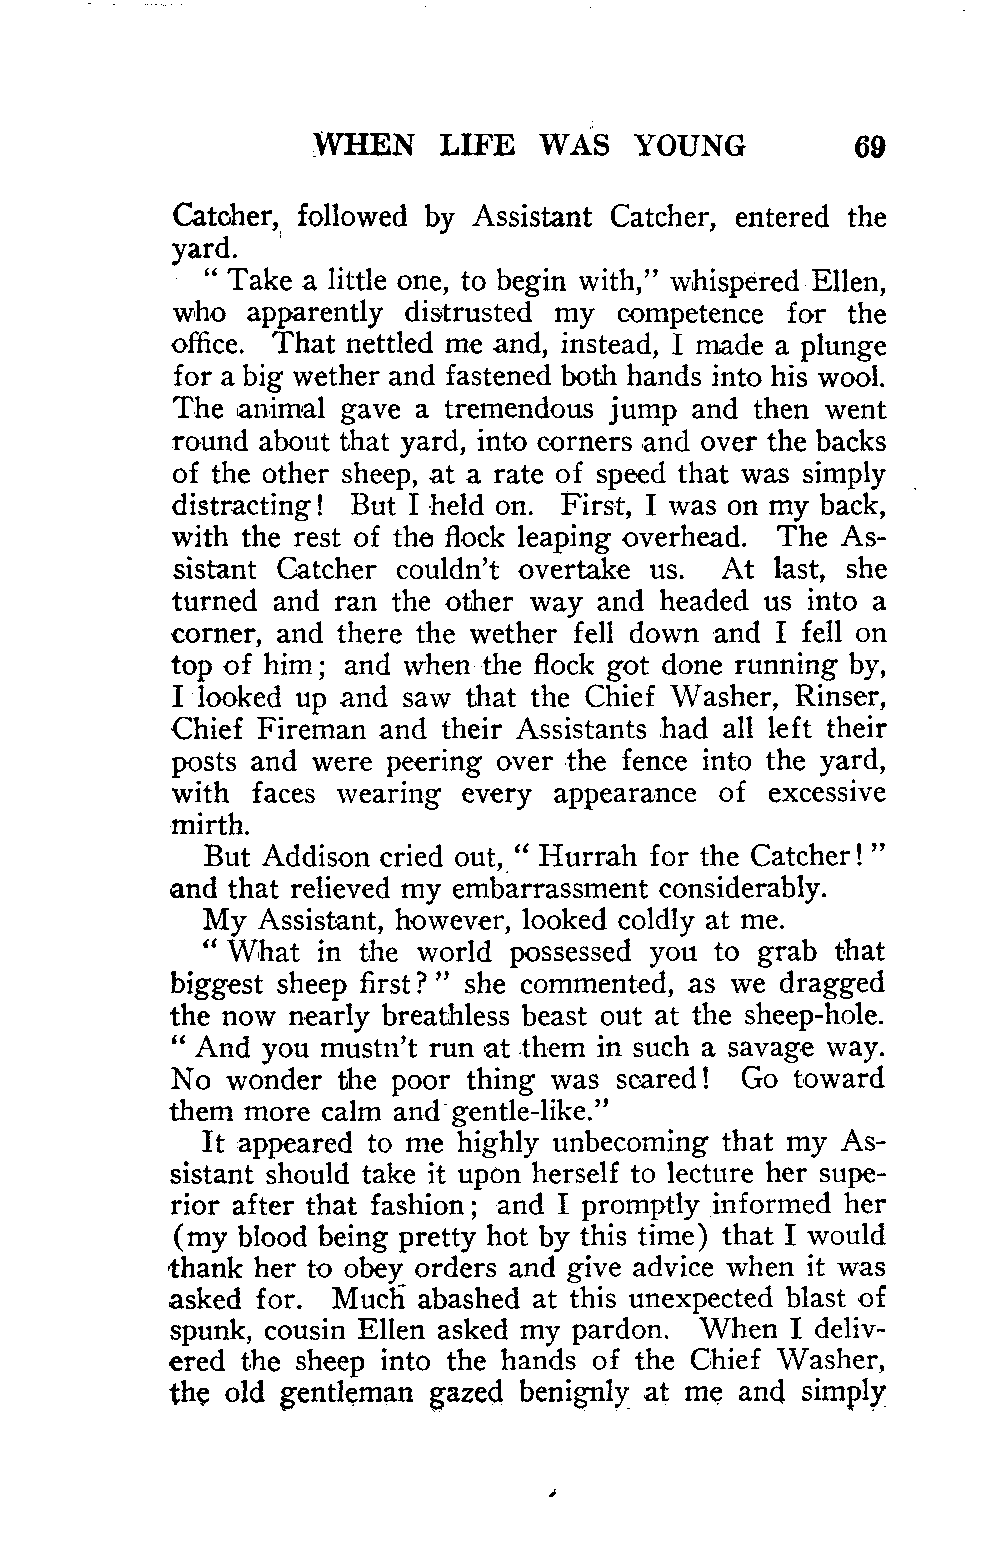 WHEN LIFE WAS YOUNG 69
Catcher, followed by Assistant Catcher, entered the
yard.
“ Take a little one, to begin with,” whispered Ellen,
who apparently distrusted my competence for the
office. That nettled me and, instead, I made a plunge
for a big wether and fastened both hands into his wool.
The animal gave a tremendous jump and then went
round about that yard, into corners and over the backs
of the other sheep, at a rate of speed that was simply
distracting! But I held on. First, I was on my back,
with the rest of the flock leaping overhead. The As-
sistant Catcher couldn’t overtake us. At last, she
turned and ran the other way and headed us into a
corner, and there the wether fell down and I fell on
top of him; and when the flock got done running by,
I looked up and saw that the Chief Washer, Rinser,
Chief Fireman and their Assistants had all left their
posts and were peering over the fence into the yard,
with faces wearing every appearance of excessive
mirth.
But Addison cried out, “ Hurrah for the Catcher! ”
and that relieved my embarrassment considerably.
My Assistant, however, looked coldly at me.
“ What in the world possessed you to grab that
biggest sheep first? ” she commented, as we dragged
the now nearly breathless beast out at the sheep-hole.
“ And you mustn’t run at them in such a savage way.
No wonder the poor thing was scared! Go toward
them more calm and gentle-like.”
It appeared to me highly unbecoming that my As-
sistant should take it upon herself to lecture her supe-
rior after that fashion; and I promptly informed her
(my blood being pretty hot by this time) that I would
thank her to obey orders and give advice when it was
asked for. Much abashed at this unexpected blast of
spunk, cousin Ellen asked my pardon. When I deliv-
ered the sheep into the hands of the Chief Washer,
the old gentleman gazed benignly at me and simply